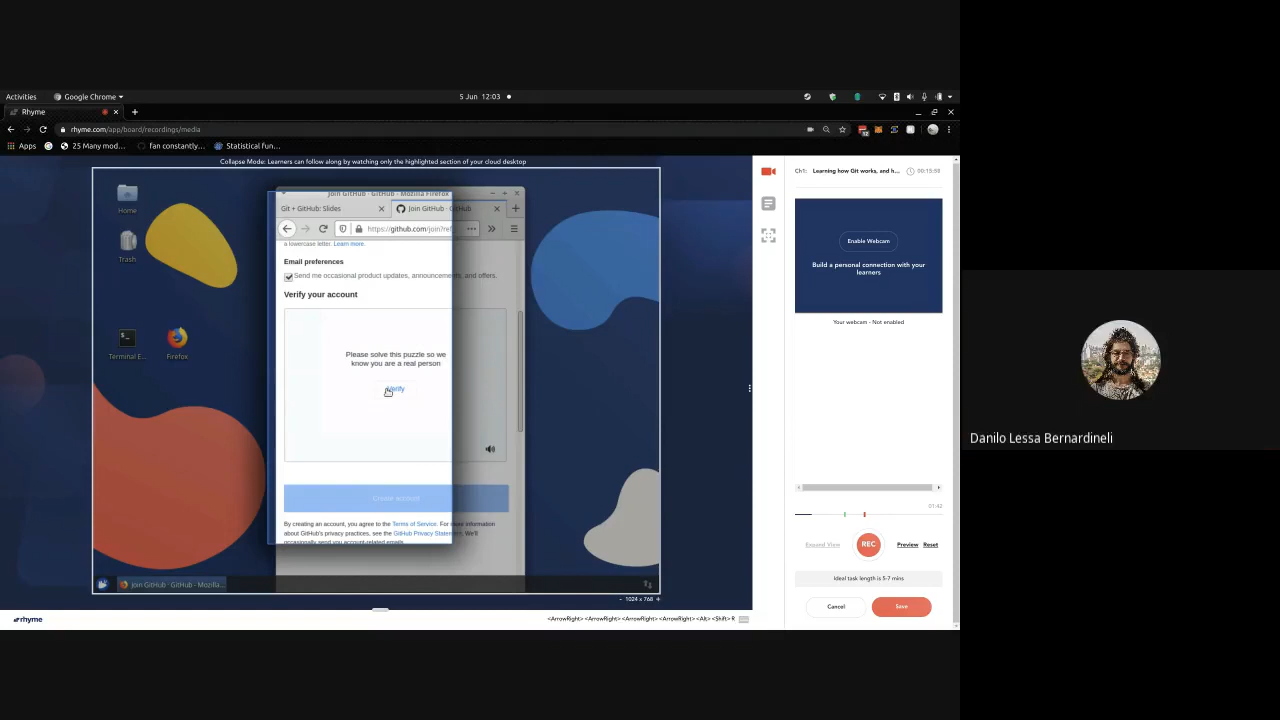 Activities
Google Chrome
5 Jun 12:03
Rhyme
rhyme.com/app/board/recordings/media
Apps
25 Many mod...
fan constantly...
Statistical fun...
Collapse Mode: Learners can follow along by watching only the highlighted section of your cloud desktop
Home
Trash
Terminal E...
Firefox
Join GitHub · GitHub - Mozilla Firefox
Git + GitHub: Slides
Join GitHub · GitHub
https://github.com/join?ref
a lowercase letter. Learn more.
Email preferences
Send me occasional product updates, announcements, and offers.
Verify your account
Please solve this puzzle so we
know you are a real person
Verify
Create account
By creating an account, you agree to the Terms of Service. For more information
about GitHub's privacy practices, see the GitHub Privacy Statement. We'll
occasionally send you account-related emails.
Join GitHub · GitHub - Mozilla...
- 1024 x 768 +
rhyme
<ArrowRight> <ArrowRight> <ArrowRight> <ArrowRight> <Alt> <Shift> R
Ch1: Learning how Git works, and h...
00:15:58
Enable Webcam
Build a personal connection with your
learners
Your webcam - Not enabled
01:42
Expand View
REC
Preview
Reset
Ideal task length is 5-7 mins
Cancel
Save
Danilo Lessa Bernardineli